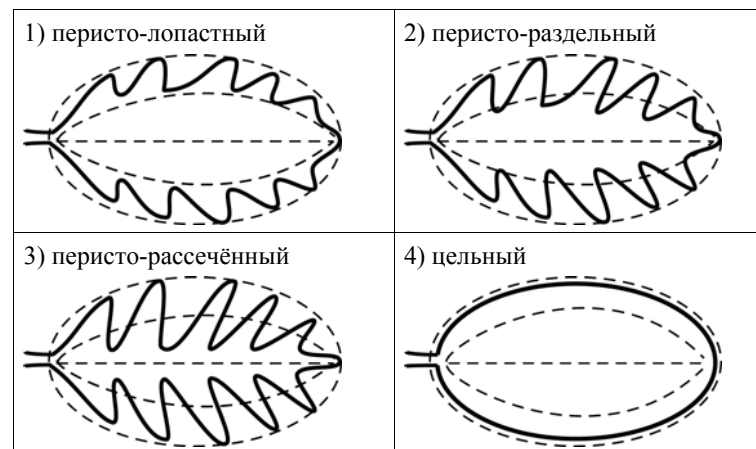 1) перисто-лопастный
2) перисто-раздельный
3) перисто-рассечённый
4) цельный